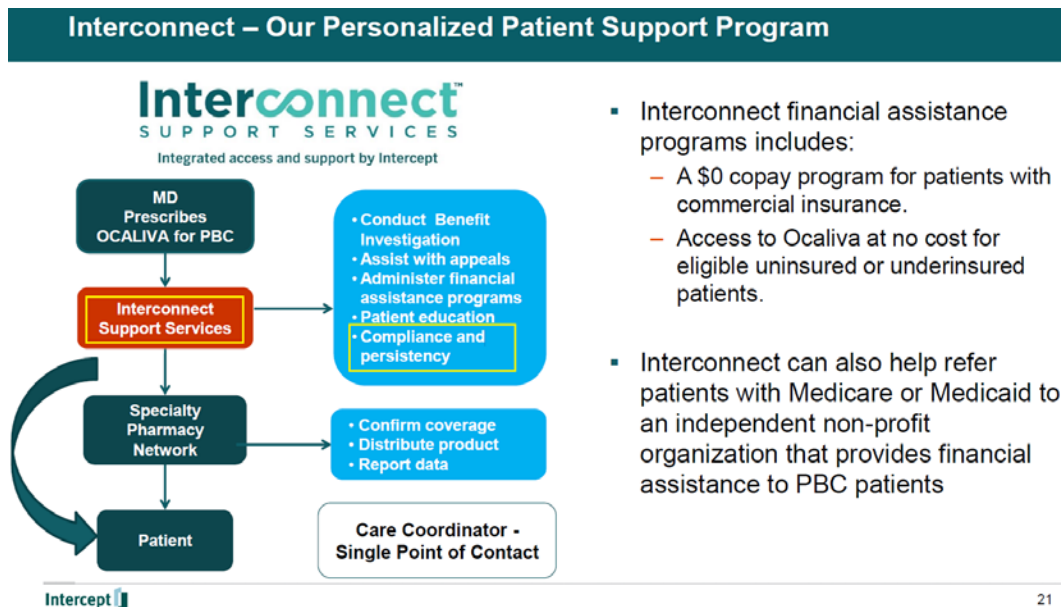 Interconnect – Our Personalized Patient Support Program
Interconnect™
SUPPORT SERVICES
Integrated access and support by Intercept
MD
Prescribes
OCALIVA for PBC
Interconnect
Support Services
• Conduct Benefit
Investigation
• Assist with appeals
• Administer financial
assistance programs
• Patient education
• Compliance and
persistency
Specialty
Pharmacy
Network
• Confirm coverage
• Distribute product
• Report data
Patient
Care Coordinator -
Single Point of Contact
▪ Interconnect financial assistance
programs includes:
– A $0 copay program for patients with
commercial insurance.
– Access to Ocaliva at no cost for
eligible uninsured or underinsured
patients.
▪ Interconnect can also help refer
patients with Medicare or Medicaid to
an independent non-profit
organization that provides financial
assistance to PBC patients
Intercept
21